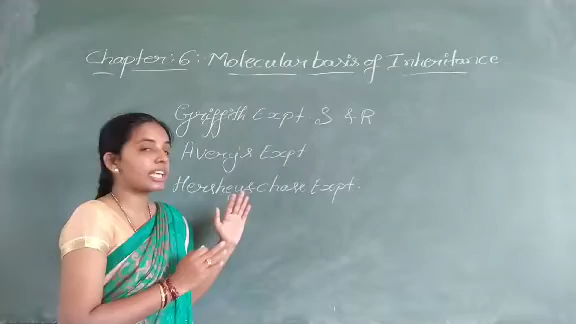 Chapter: 6: Molecular basis of Inheritance
Griffith Expt S & R
Avery's Expt
Hershey's chase Expt.